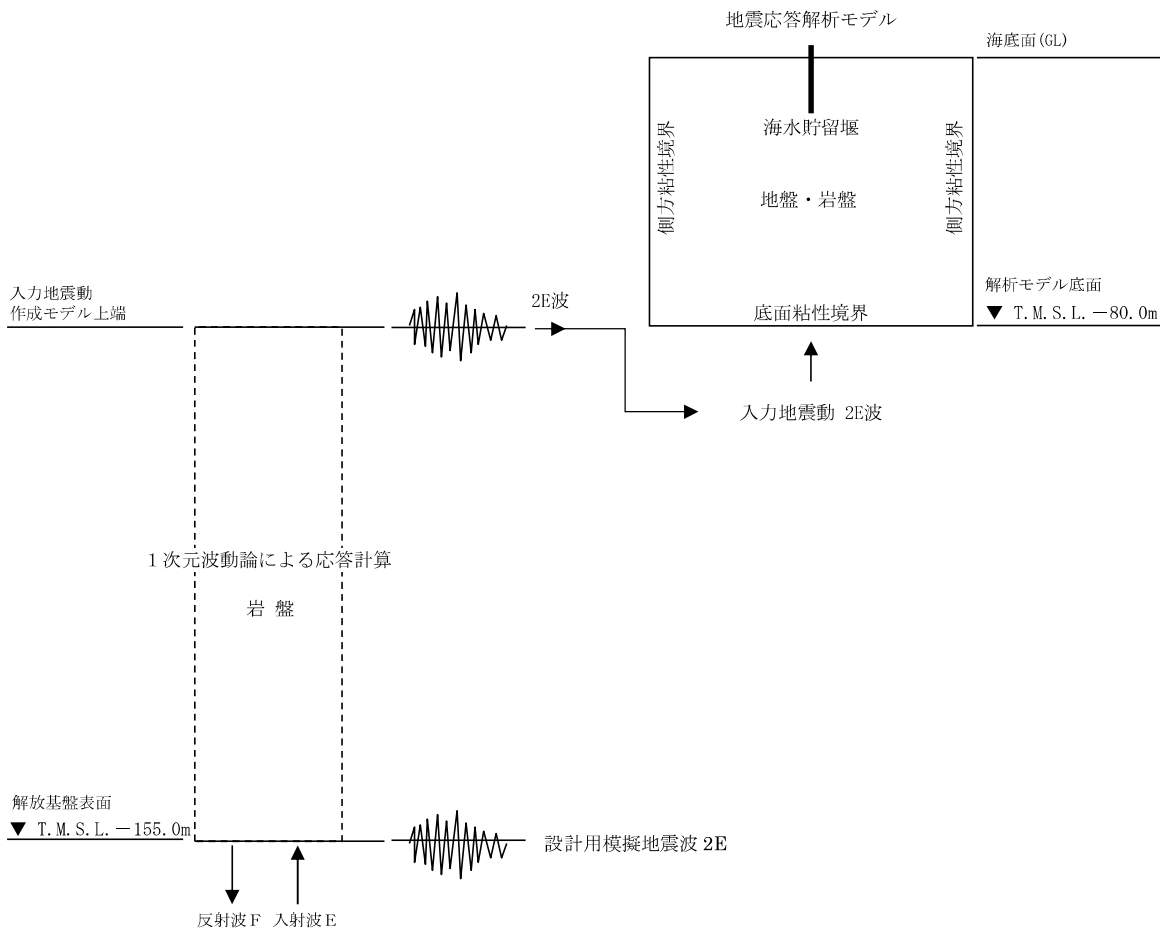 地震応答解析モデル
海底面(GL)
海水貯留堰
側方粘性境界
側方粘性境界
地盤・岩盤
解析モデル底面
▼ T.M.S.L.－80.0m
底面粘性境界
入力地震動
作成モデル上端
2E波
入力地震動 2E波
1次元波動論による応答計算
岩 盤
解放基盤表面
▼ T.M.S.L.－155.0m
設計用模擬地震波 2E
反射波F 入射波E